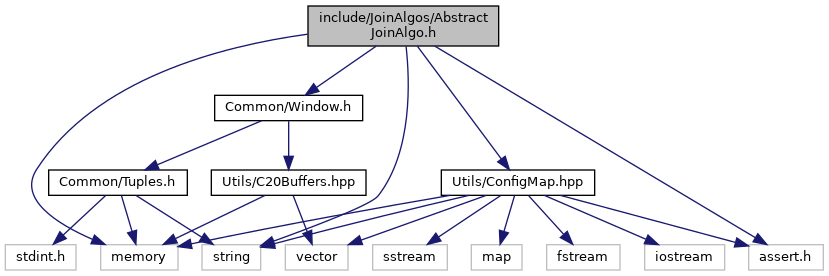 include/JoinAlgos/Abstract
JoinAlgo.h
Common/Window.h
Common/Tuples.h
Utils/C20Buffers.hpp
Utils/ConfigMap.hpp
stdint.h
memory
string
vector
sstream
map
fstream
iostream
assert.h